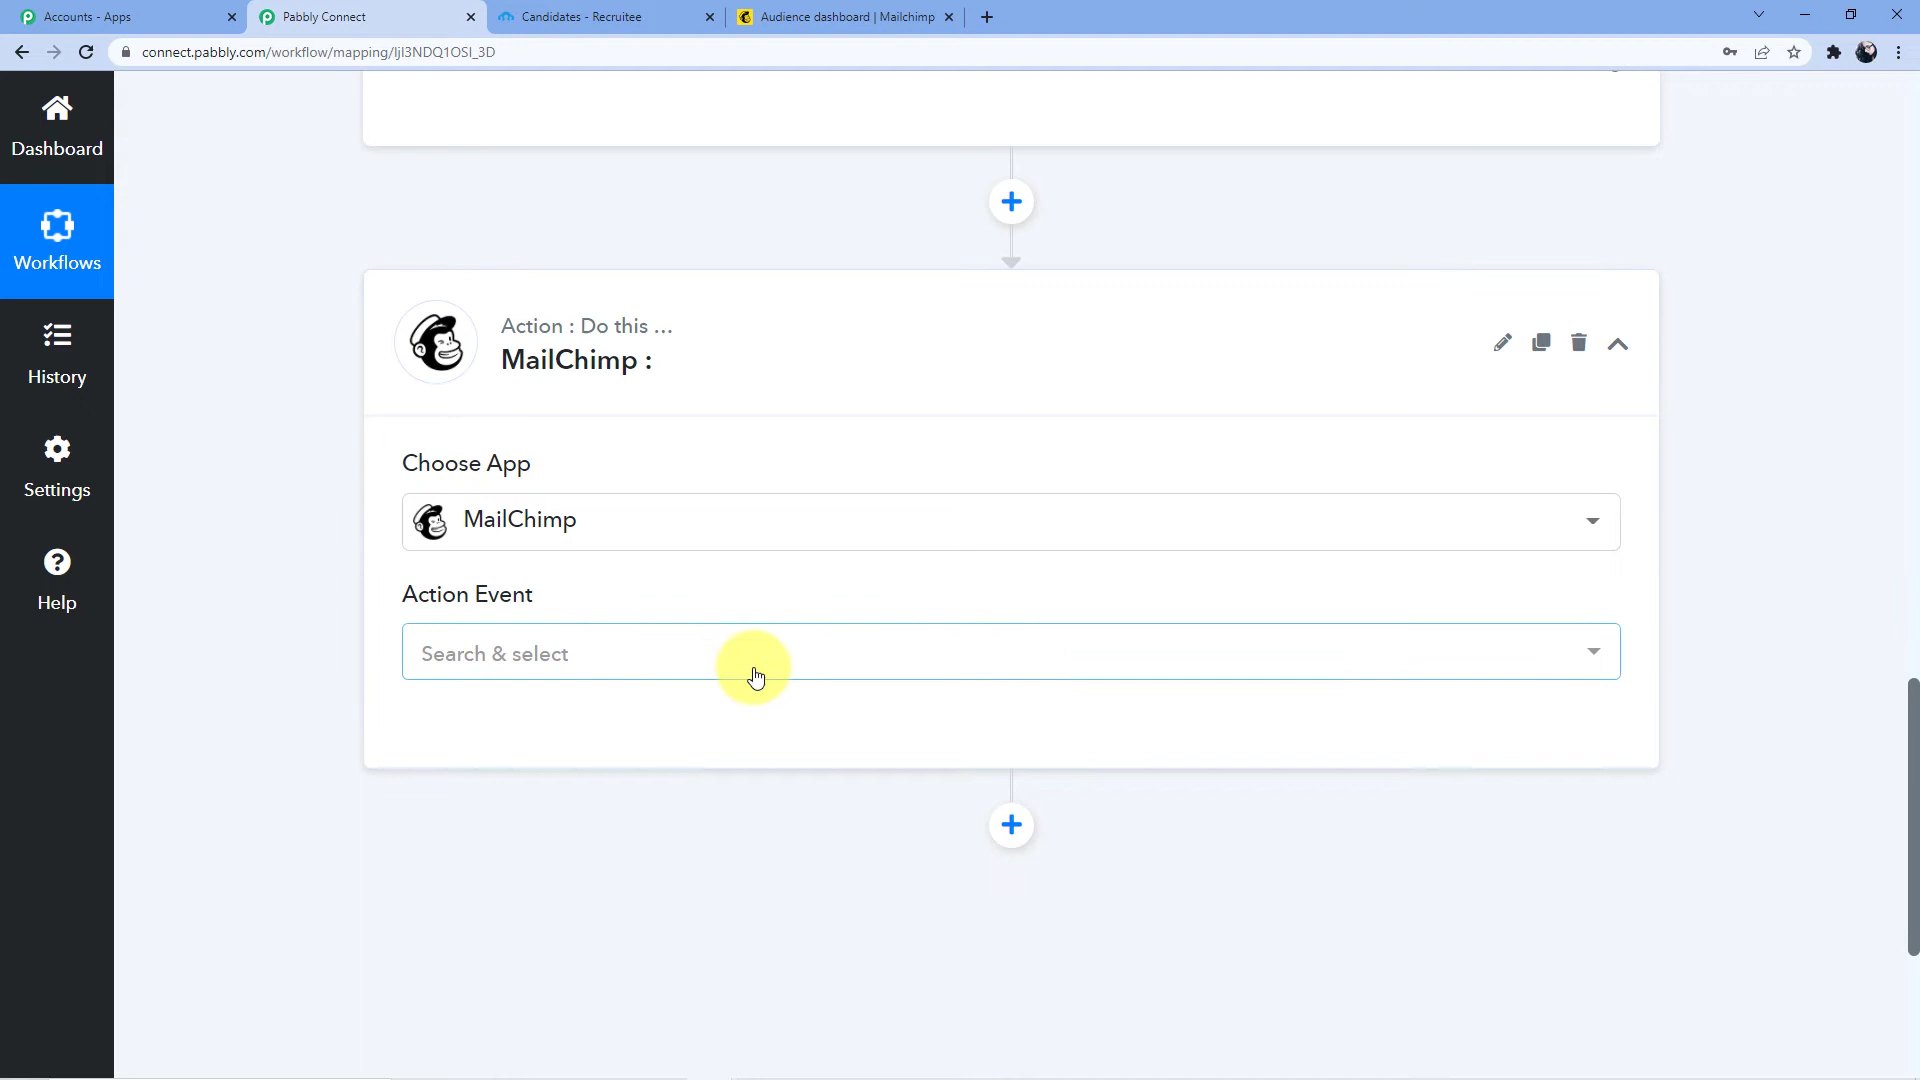 Accounts - Apps
Pabbly Connect
Candidates - Recruitee
Audience dashboard | Mailchimp
connect.pabbly.com/workflow/mapping/IjI3NDQ1OSI_3D
Dashboard
Workflows
History
Settings
Help
Action : Do this ...
MailChimp :
Choose App
MailChimp
Action Event
Search & select